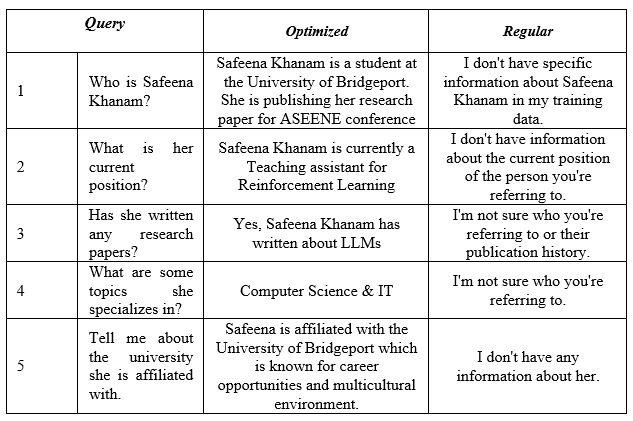 Query Optimized Regular
1
Who is Safeena
Khanam?
Safeena Khanam is a student at
the University of Bridgeport.
She is publishing her research
paper for ASEENE conference
I don't have specific
information about Safeena
Khanam in my training
data.
2
What is her
current
position?
Safeena Khanam is currently a
Teaching assistant for
Reinforcement Learning
I don't have information
about the current position
of the person you're
referring to.
3
Has she written
any research
papers?
Yes, Safeena Khanam has
written about LLMs
I'm not sure who you're
referring to or their
publication history.
4
What are some
topics she
specializes in?
Computer Science & IT
I'm not sure who you're
referring to.
5
Tell me about
the university
she is affiliated
with.
Safeena is affiliated with the
University of Bridgeport which
is known for career
opportunities and multicultural
environment.
I don't have any
information about her.